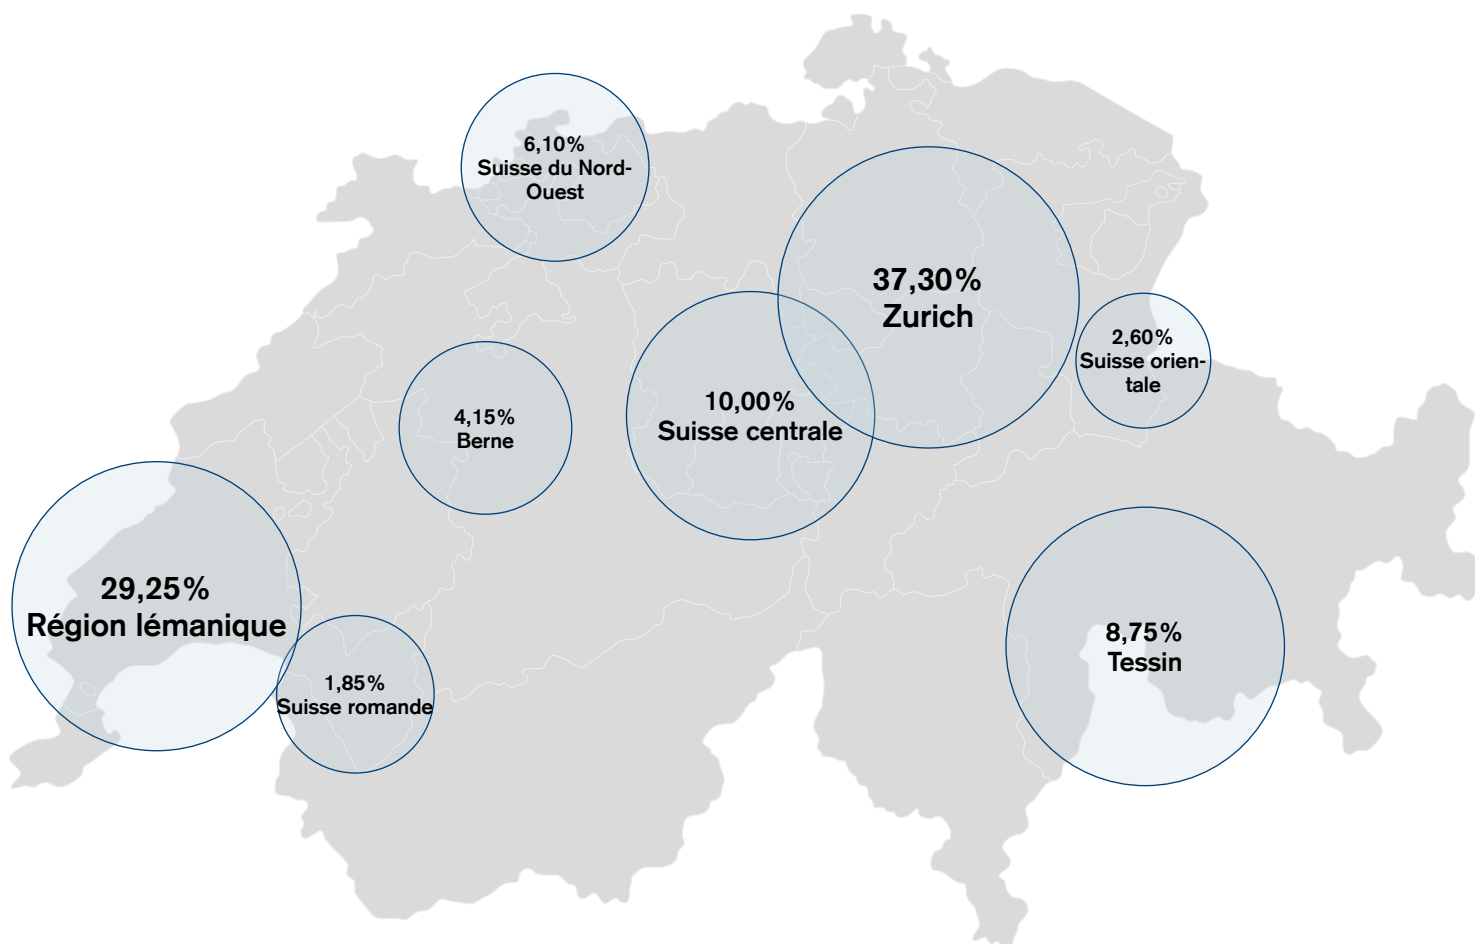 6,10%
Suisse du Nord-
Ouest
37,30%
Zurich
2,60%
Suisse orien-
tale
10,00%
Suisse centrale
4,15%
Berne
29,25%
Région lémanique
1,85%
Suisse romande
8,75%
Tessin